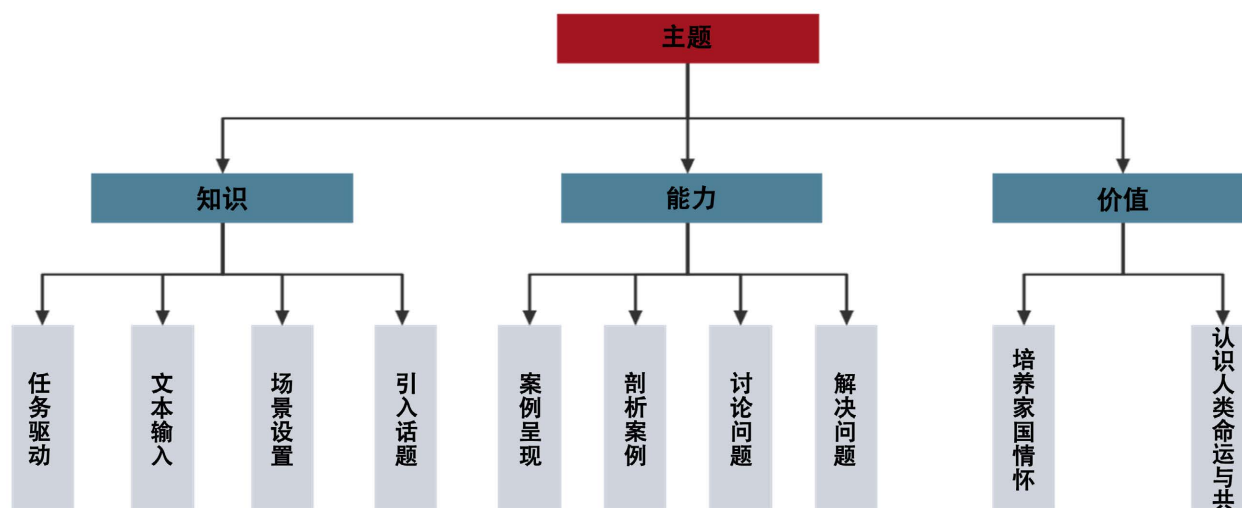 主题
知识
能力
价值
任务驱动
文本输入
场景设置
引入话题
案例呈现
剖析案例
讨论问题
解决问题
培养家国情怀
认识人类命运与共